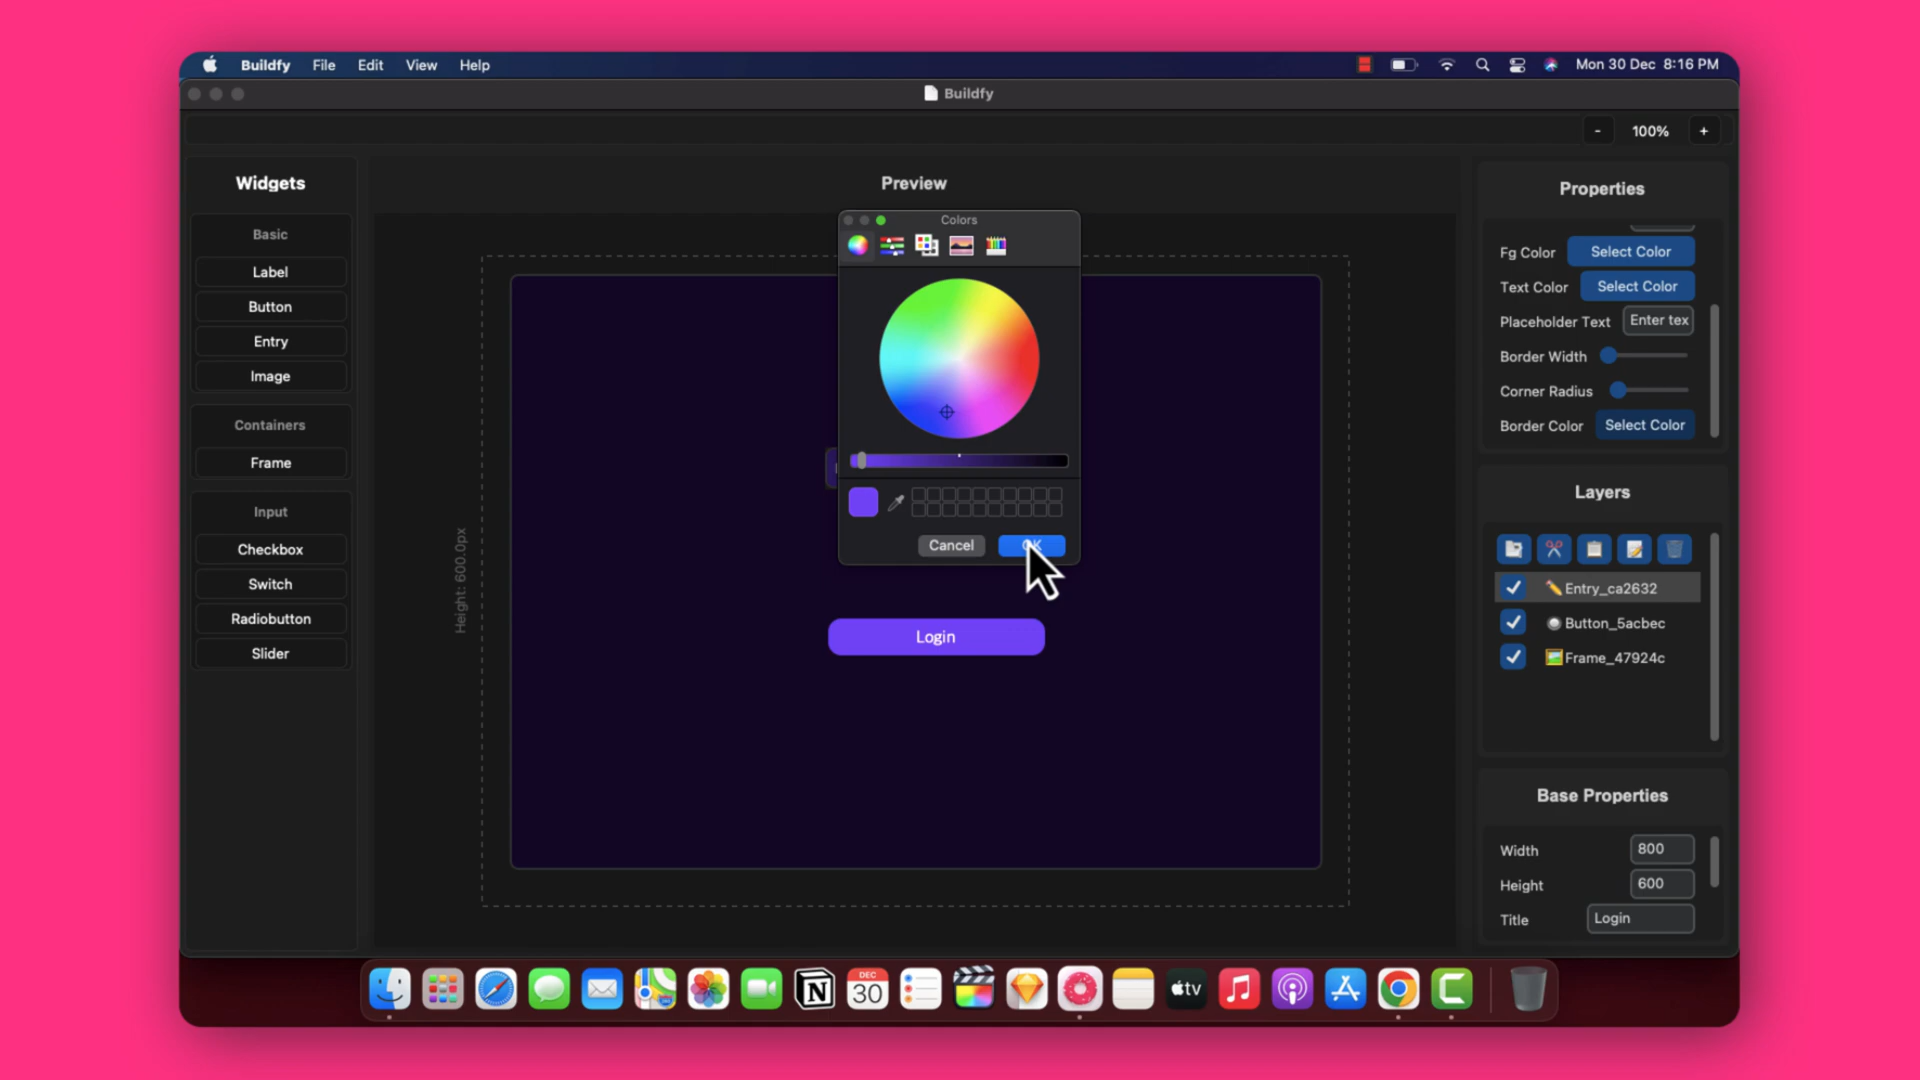 Buildfy File Edit View Help Mon 30 Dec 8:16 PM
Buildfy
- 100% +
Widgets
Basic
Label
Button
Entry
Image
Containers
Frame
Input
Checkbox
Switch
Radiobutton
Slider
Preview
Height: 600.0px
Colors
Cancel
OK
Login
Properties
Fg Color Select Color
Text Color Select Color
Placeholder Text Enter tex
Border Width
Corner Radius
Border Color Select Color
Layers
Entry_ca2632
Button_5acbec
Frame_47924c
Base Properties
Width 800
Height 600
Title Login
DEC
30
tv